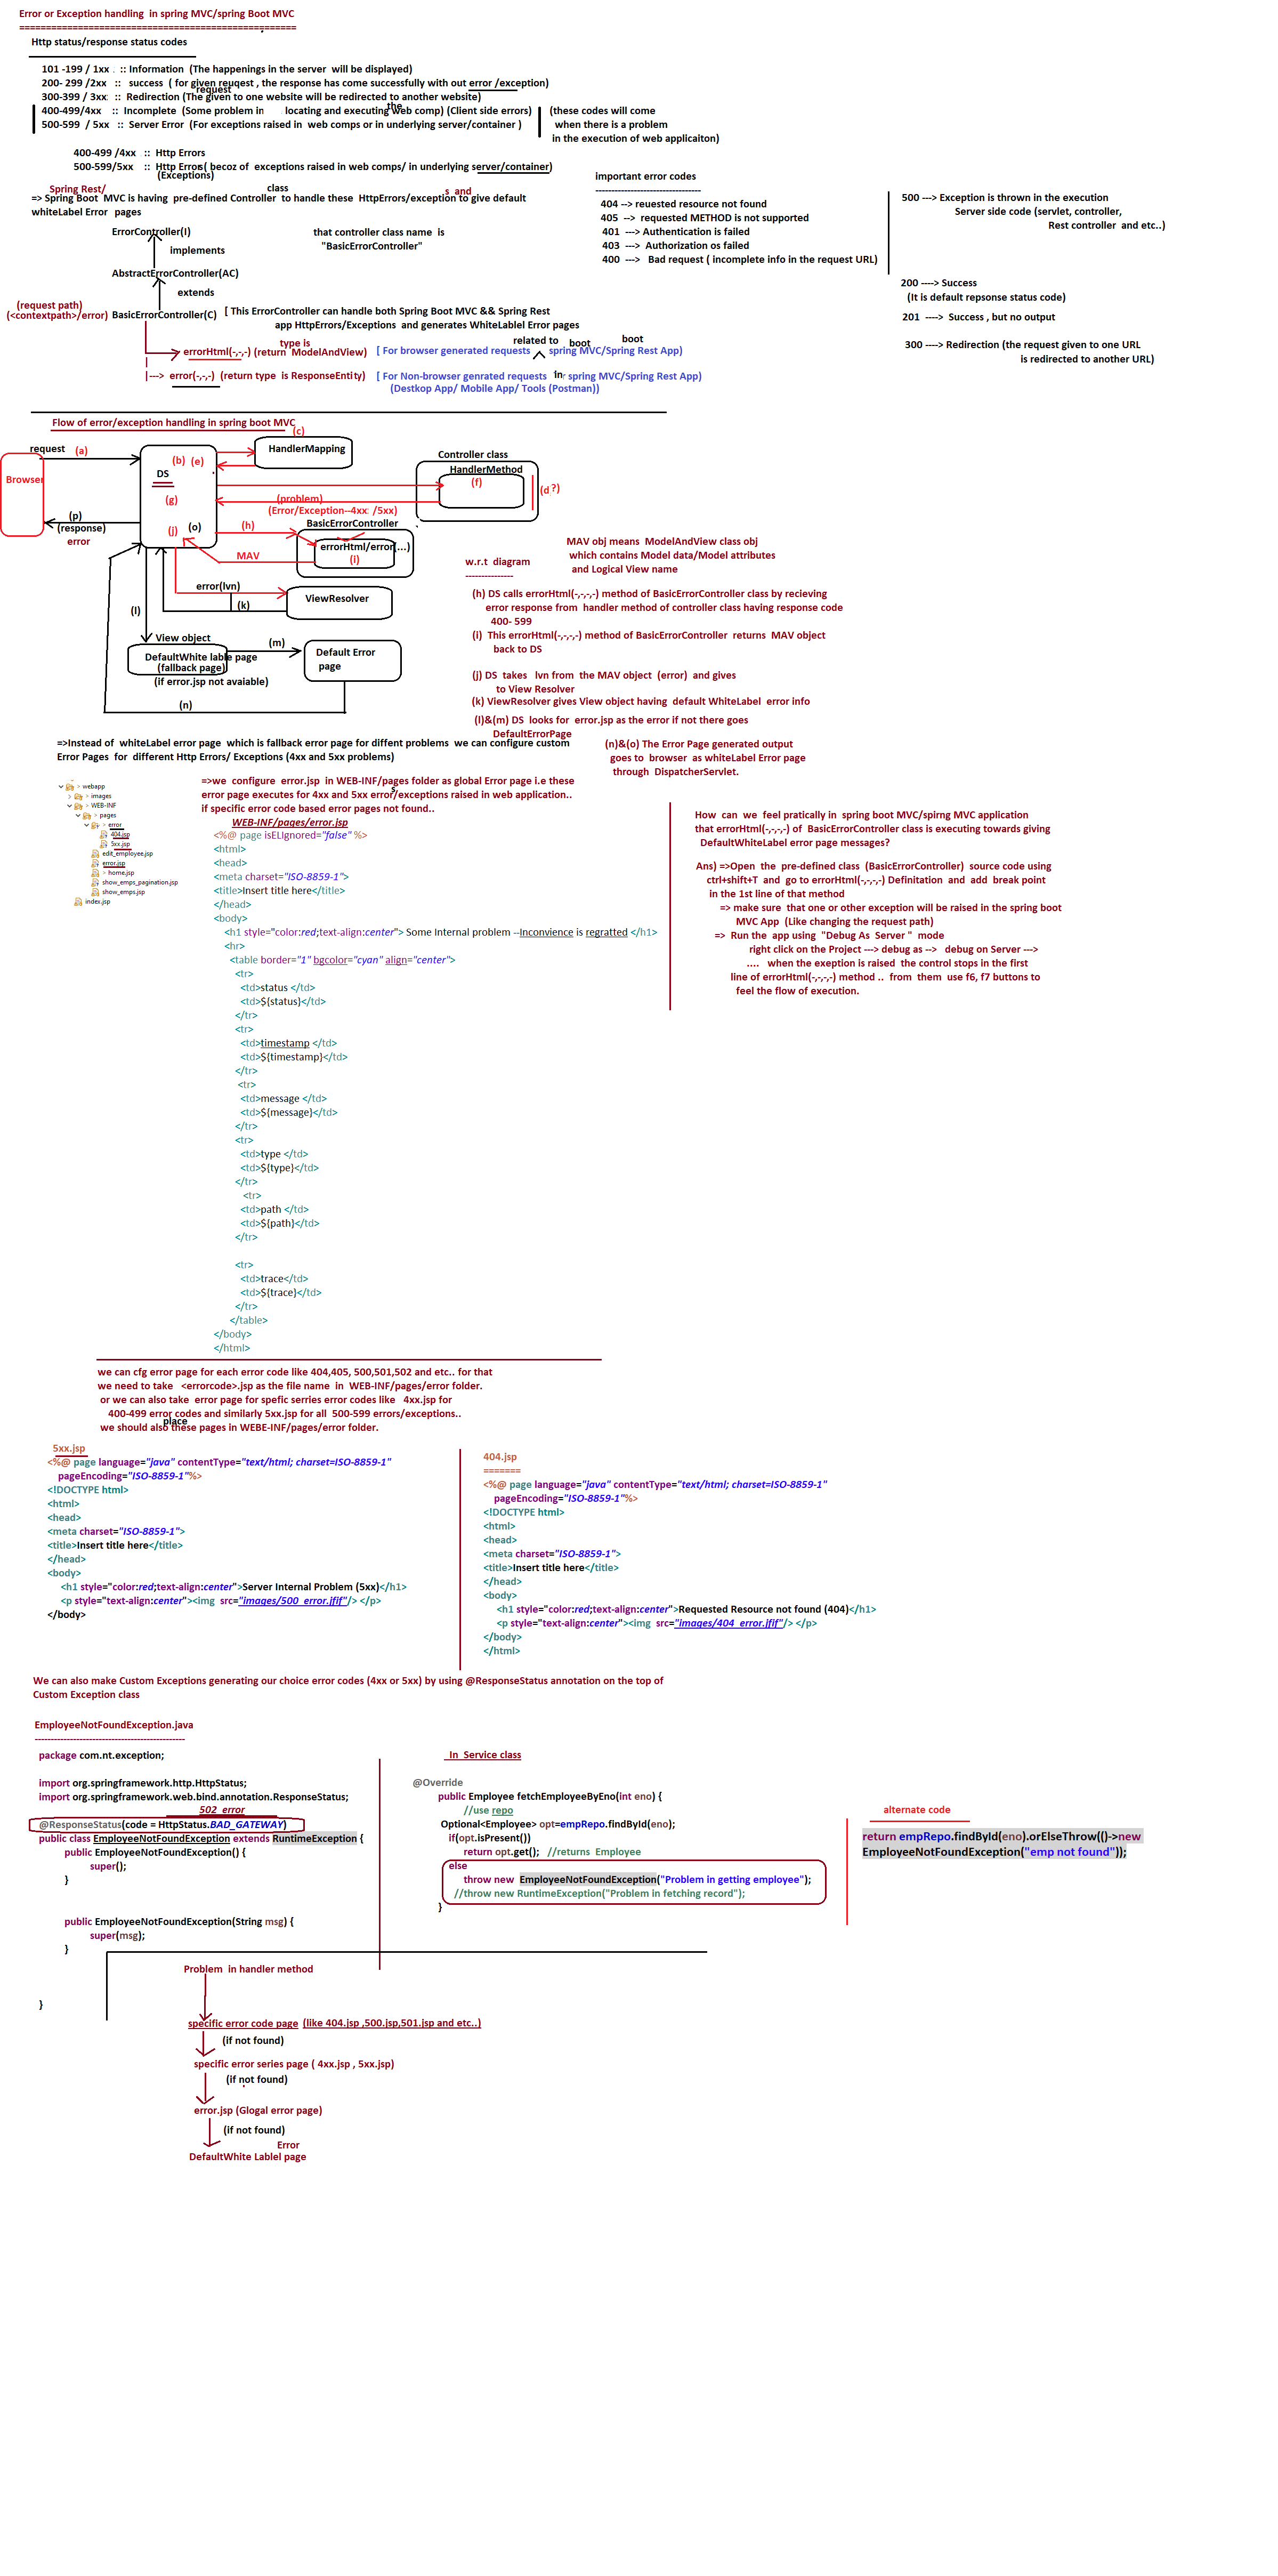 Error or Exception handling  in spring MVC/spring Boot MVC
====================================================
Http status/response status codes
101 -199 / 1xx  :: Information  (The happenings in the server  will be displayed)
200- 299 /2xx   ::   success  ( for given reuqest , the response has come successfully with out error /exception)
request
300-399 / 3xx  ::  Redirection (The given to one website will be redirected to another website)
the
400-499/4xx    ::  Incomplete  (Some problem in       locating and executing web comp) (Client side errors)
500-599  / 5xx   ::  Server Error  (For exceptions raised in  web comps or in underlying server/container )
(these codes will come
when there is a problem
in the execution of web applicaiton)
400-499 /4xx   ::  Http Errors
500-599/5xx    ::  Http Errors( becoz of  exceptions raised in web comps/ in underlying server/container)
(Exceptions)
Spring Rest/
class
s  and
=> Spring Boot  MVC is having  pre-defined Controller  to handle these  HttpErrors/exception to give default
whiteLabel Error  pages
important error codes
---------------------------------
404 --> reuested resource not found
405  -->  requested METHOD is not supported
401  ---> Authentication is failed
403  --->  Authorization os failed
400  --->   Bad request ( incomplete info in the request URL)
500 ---> Exception is thrown in the execution
Server side code (servlet, controller,
Rest controller  and etc..)
200 ----> Success
(It is default repsonse status code)
201  ----> Success , but no output
300 ----> Redirection (the request given to one URL
is redirected to another URL)
ErrorController(I)
implements
that controller class name  is
"BasicErrorController"
AbstractErrorController(AC)
extends
(request path)
(<contextpath>/error)
BasicErrorController(C)
[ This ErrorController can handle both Spring Boot MVC && Spring Rest
app HttpErrors/Exceptions  and generates WhiteLablel Error pages
type is
related to
boot
boot
errorHtml(-,-,-) (return  ModelAndView)
[ For browser generated requests       spring MVC/Spring Rest App)
|---> error(-,-,-)  (return type  is ResponseEntity)
[ For Non-browser genrated requests   in  spring MVC/Spring Rest App)
(Destkop App/ Mobile App/ Tools (Postman))
Flow of error/exception handling in spring boot MVC
request
(a)
Browser
(b)
(e)
DS
(g)
(j)
(o)
(c)
HandlerMapping
Controller class
HandlerMethod
(f)
(d ?)
(problem)
(Error/Exception--4xx  /5xx)
(p)
(response)
error
(h)
BasicErrorController
errorHtml/error(...)
(i)
MAV
error(lvn)
(k)
ViewResolver
(l)
View object
DefaultWhite lable page
(fallback page)
(if error.jsp not avaiable)
(m)
Default Error
page
(n)
MAV obj means  ModelAndView class obj
which contains Model data/Model attributes
and Logical View name
w.r.t  diagram
---------------
(h) DS calls errorHtml(-,-,-,-) method of BasicErrorController class by recieving
error response from  handler method of controller class having response code
400- 599
(i)  This errorHtml(-,-,-,-) method of BasicErrorController  returns  MAV object
back to DS
(j) DS  takes   lvn from  the MAV object  (error)  and gives
to View Resolver
(k) ViewResolver gives View object having  default WhiteLabel  error info
(l)&(m) DS  looks for  error.jsp as the error if not there goes
DefaultErrorPage
(n)&(o) The Error Page generated output
goes to  browser  as whiteLabel Error page
through  DispatcherServlet.
=>Instead of  whiteLabel error page  which is fallback error page for diffent problems  we can configure custom
Error Pages  for  different Http Errors/ Exceptions (4xx and 5xx problems)
webapp
images
WEB-INF
pages
error
404.jsp
5xx.jsp
edit_employee.jsp
error.jsp
home.jsp
show_emps_pagination.jsp
show_emps.jsp
index.jsp
=>we  configure  error.jsp  in WEB-INF/pages folder as global Error page i.e these
error page executes for 4xx and 5xx error/exceptions raised in web application..
s
if specific error code based error pages not found..
WEB-INF/pages/error.jsp
<%@ page isELIgnored="false" %>
<html>
<head>
<meta charset="ISO-8859-1">
<title>Insert title here</title>
</head>
<body>
<h1 style="color:red;text-align:center"> Some Internal problem --Inconvience is regratted </h1>
<hr>
<table border="1" bgcolor="cyan" align="center">
<tr>
<td>status </td>
<td>${status}</td>
</tr>
<tr>
<td>timestamp </td>
<td>${timestamp}</td>
</tr>
<tr>
<td>message </td>
<td>${message}</td>
</tr>
<tr>
<td>type </td>
<td>${type}</td>
</tr>
<tr>
<td>path </td>
<td>${path}</td>
</tr>
<tr>
<td>trace</td>
<td>${trace}</td>
</tr>
</table>
</body>
</html>
How  can  we  feel pratically in  spring boot MVC/spirng MVC application
that errorHtml(-,-,-,-) of  BasicErrorController class is executing towards giving
DefaultWhiteLabel error page messages?
Ans) =>Open  the  pre-defined class  (BasicErrorController)  source code using
ctrl+shift+T  and  go to errorHtml(-,-,-,-) Definitation  and  add  break point
in the 1st line of that method
=> make sure  that one or other exception will be raised in the spring boot
MVC App  (Like changing the request path)
=>  Run the  app using  "Debug As  Server "  mode
right click on the Project ---> debug as -->   debug on Server --->
....   when the exeption is raised  the control stops in the first
line of errorHtml(-,-,-,-) method ..  from  them  use f6, f7 buttons to
feel the flow of execution.
we can cfg error page for each error code like 404,405, 500,501,502 and etc.. for that
we need to take   <errorcode>.jsp as the file name  in  WEB-INF/pages/error folder.
or we can also take  error page for spefic serries error codes like   4xx.jsp for
400-499 error codes and similarly 5xx.jsp for all  500-599 errors/exceptions..
place
we should also these pages in WEBE-INF/pages/error folder.
5xx.jsp
<%@ page language="java" contentType="text/html; charset=ISO-8859-1"
pageEncoding="ISO-8859-1"%>
<!DOCTYPE html>
<html>
<head>
<meta charset="ISO-8859-1">
<title>Insert title here</title>
</head>
<body>
<h1 style="color:red;text-align:center">Server Internal Problem (5xx)</h1>
<p style="text-align:center"><img  src="images/500_error.jfif"/> </p>
</body>
404.jsp
=======
<%@ page language="java" contentType="text/html; charset=ISO-8859-1"
pageEncoding="ISO-8859-1"%>
<!DOCTYPE html>
<html>
<head>
<meta charset="ISO-8859-1">
<title>Insert title here</title>
</head>
<body>
<h1 style="color:red;text-align:center">Requested Resource not found (404)</h1>
<p style="text-align:center"><img  src="images/404_error.jfif"/> </p>
</body>
</html>
We can also make Custom Exceptions generating our choice error codes (4xx or 5xx) by using @ResponseStatus annotation on the top of
Custom Exception class
EmployeeNotFoundException.java
-----------------------------------------------
package com.nt.exception;
import org.springframework.http.HttpStatus;
import org.springframework.web.bind.annotation.ResponseStatus;
502  error
@ResponseStatus(code = HttpStatus.BAD_GATEWAY)
public class EmployeeNotFoundException extends RuntimeException {
public EmployeeNotFoundException() {
super();
}
public EmployeeNotFoundException(String msg) {
super(msg);
}
}
In  Service class
@Override
public Employee fetchEmployeeByEno(int eno) {
//use repo
Optional<Employee> opt=empRepo.findById(eno);
if(opt.isPresent())
return opt.get();   //returns  Employee
else
throw new  EmployeeNotFoundException("Problem in getting employee");
//throw new RuntimeException("Problem in fetching record");
}
alternate code
return empRepo.findById(eno).orElseThrow(()->new
EmployeeNotFoundException("emp not found"));
Problem  in handler method
specific error code page  (like 404.jsp ,500.jsp,501.jsp and etc..)
(if not found)
specific error series page ( 4xx.jsp , 5xx.jsp)
(if not found)
error.jsp (Glogal error page)
(if not found)
Error
DefaultWhite Lablel page